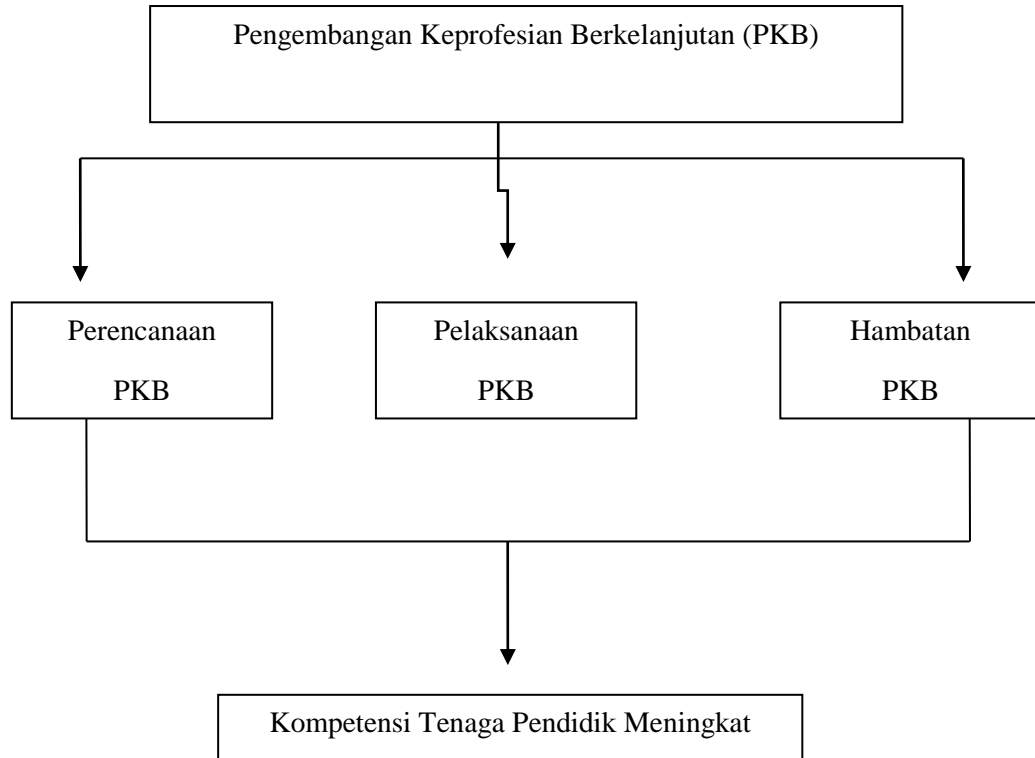 Pengembangan Keprofesian Berkelanjutan (PKB)
Perencanaan
PKB
Pelaksanaan
PKB
Hambatan
PKB
Kompetensi Tenaga Pendidik Meningkat